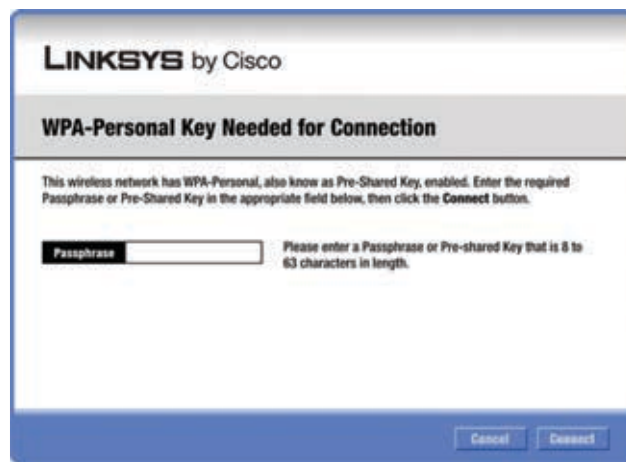 LINKSYS by Cisco
WPA-Personal Key Needed for Connection
This wireless network has WPA-Personal, also know as Pre-Shared Key, enabled. Enter the required
Passphrase or Pre-Shared Key in the appropriate field below, then click the Connect button.
Passphrase
Please enter a Passphrase or Pre-shared Key that is 8 to
63 characters in length.
Cancel
Connect